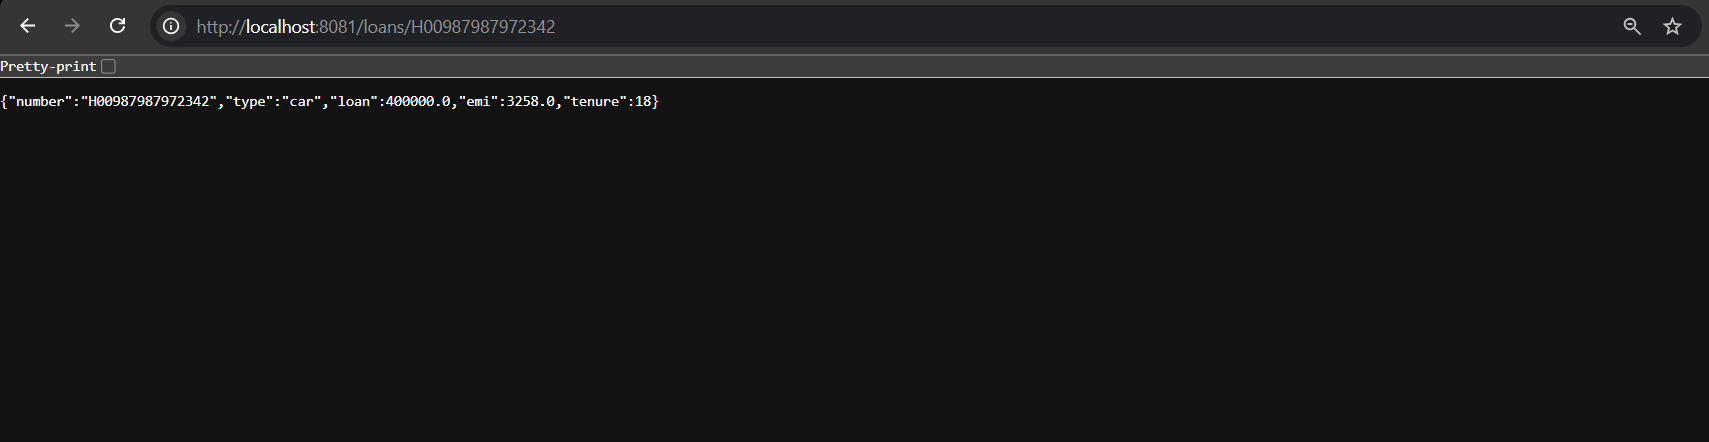 http://localhost:8081/loans/H00987987972342
Pretty-print
{"number":"H00987987972342","type":"car","loan":400000.0,"emi":3258.0,"tenure":18}